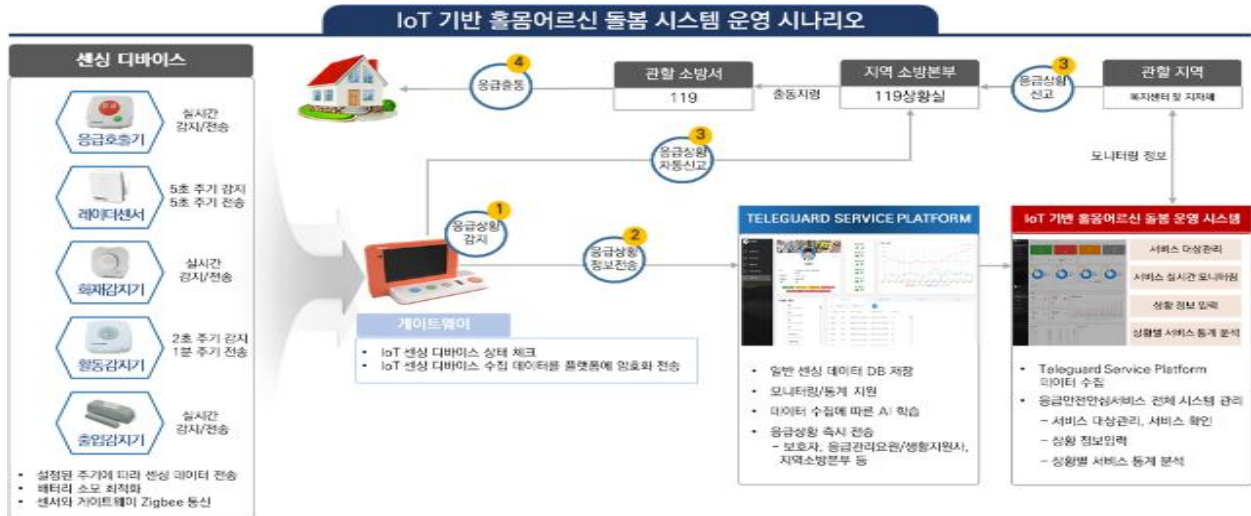 IoT 기반 홀몸어르신 돌봄 시스템 운영 시나리오
센싱 디바이스
응급호출기
실시간
감지/전송
레이더센서
5초 주기 감지
5초 주기 전송
화재감지기
실시간
감지/전송
활동감지기
2초 주기 감지
1분 주기 전송
출입감지기
실시간
감지/전송
• 설정된 주기에 따라 센싱 데이터 전송
• 배터리 소모 최적화
• 센서와 게이트웨이 Zigbee 통신
4
응급출동
관할 소방서
119
출동지령
지역 소방본부
119상황실
3
응급상황
신고
관할 지역
복지센터 및 지자체
3
응급상황
자동신고
모니터링 정보
1
응급상황
감지
2
응급상황
정보전송
게이트웨이
• IoT 센싱 디바이스 상태 체크
• IoT 센싱 디바이스 수집 데이터를 플랫폼에 암호화 전송
TELEGUARD SERVICE PLATFORM
• 일반 센싱 데이터 DB 저장
• 모니터링/통계 지원
• 데이터 수집에 따른 AI 학습
• 응급상황 즉시 전송
– 보호자, 응급관리요원/생활지원사,
지역소방본부 등
IoT 기반 홀몸어르신 돌봄 운영 시스템
서비스 대상관리
서비스 실시간 모니터링
상황 정보 입력
상황별 서비스 통계 분석
• Teleguard Service Platform
데이터 수집
• 응급안전안심서비스 전체 시스템 관리
– 서비스 대상관리, 서비스 확인
– 상황 정보입력
– 상황별 서비스 통계 분석